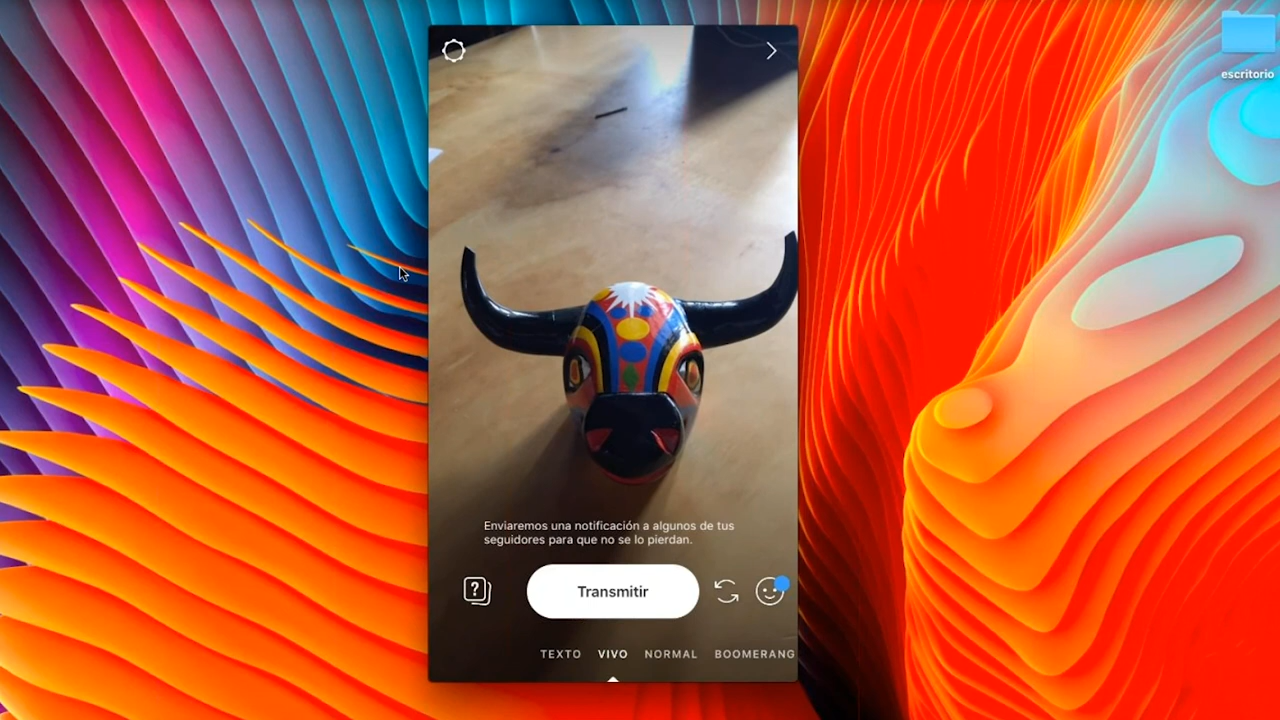 escritorio
Enviaremos una notificación a algunos de tus
seguidores para que no se lo pierdan.
?
Transmitir
TEXTO VIVO NORMAL BOOMERANG